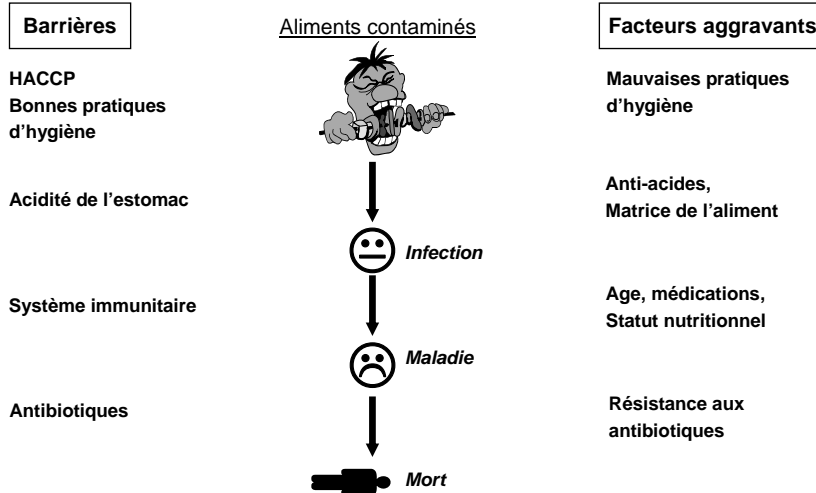 Barrières
Aliments contaminés
Facteurs aggravants
HACCP
Bonnes pratiques
d’hygiène
Mauvaises pratiques
d’hygiène
Acidité de l’estomac
Anti-acides,
Matrice de l’aliment
Infection
Système immunitaire
Age, médications,
Statut nutritionnel
Maladie
Antibiotiques
Résistance aux
antibiotiques
Mort